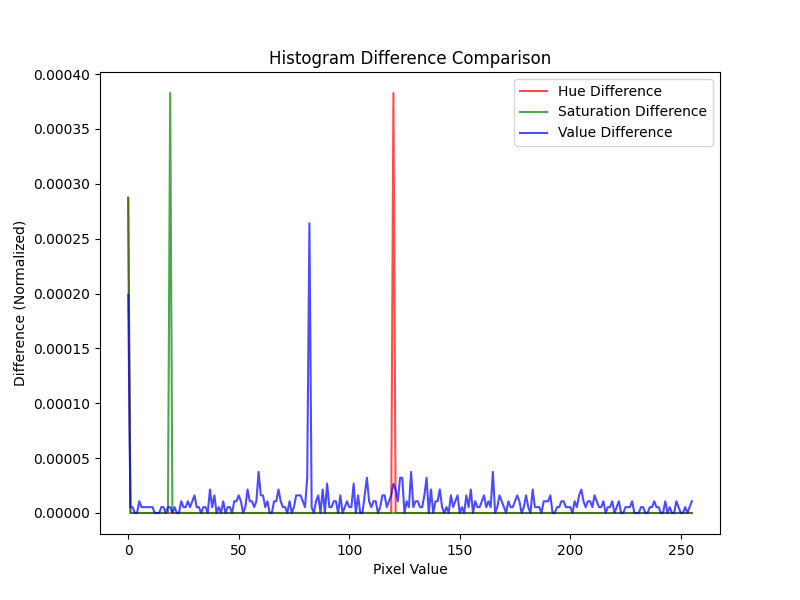 Histogram Difference Comparison
0.00040
0.00035
0.00030
0.00025
0.00020
0.00015
0.00010
0.00005
0.00000
Difference (Normalized)
Hue Difference
Saturation Difference
Value Difference
0 50 100 150 200 250
Pixel Value